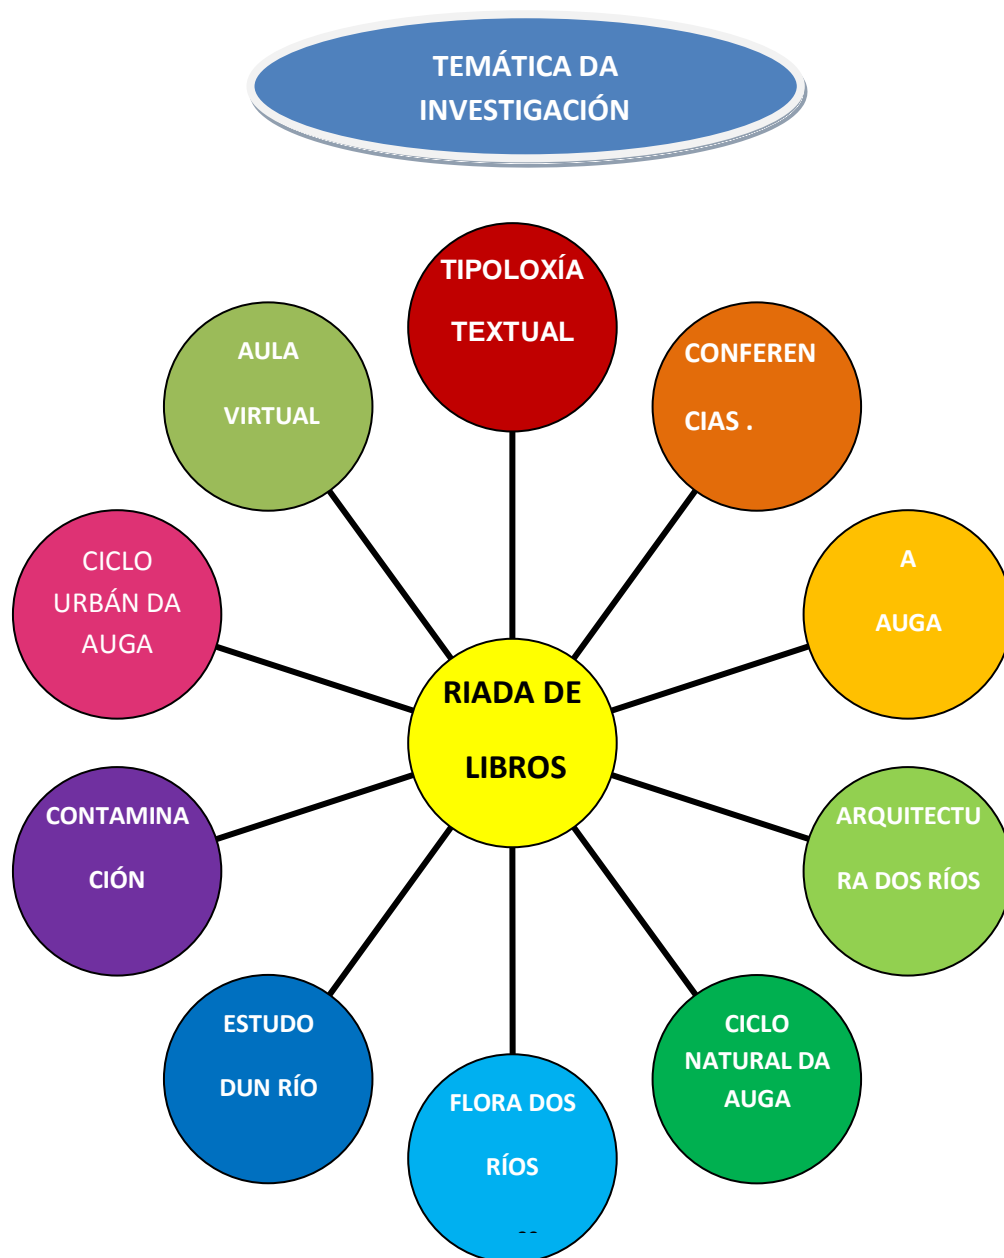 TEMÁTICA DA
INVESTIGACIÓN
TIPOLOXÍA
TEXTUAL
CONFEREN
CIAS .
A
AUGA
ARQUITECTU
RA DOS RÍOS
CICLO
NATURAL DA
AUGA
FLORA DOS
RÍOS
ESTUDO
DUN RÍO
CONTAMINA
CIÓN
CICLO
URBÁN DA
AUGA
AULA
VIRTUAL
RIADA DE
LIBROS